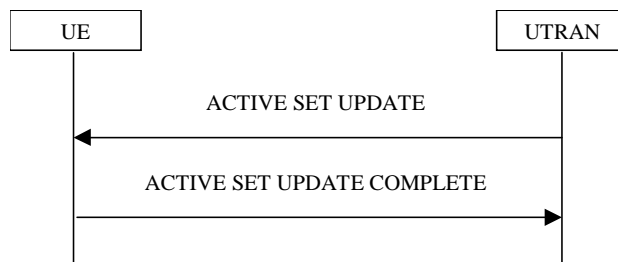 UE
UTRAN
ACTIVE SET UPDATE
ACTIVE SET UPDATE COMPLETE